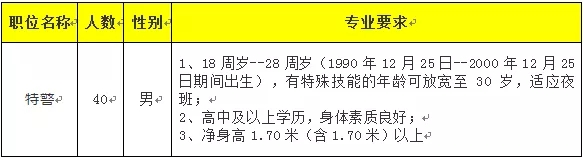 职位名称 人数 性别 专业要求
1、18 周岁--28 周岁（1990 年 12 月 25 日--2000 年 12 月 25
日期间出生），有特殊技能的年龄可放宽至 30 岁，适应夜
班；
特警 40 男
2、高中及以上学历，身体素质良好；
3、净身高 1.70 米（含 1.70 米）以上